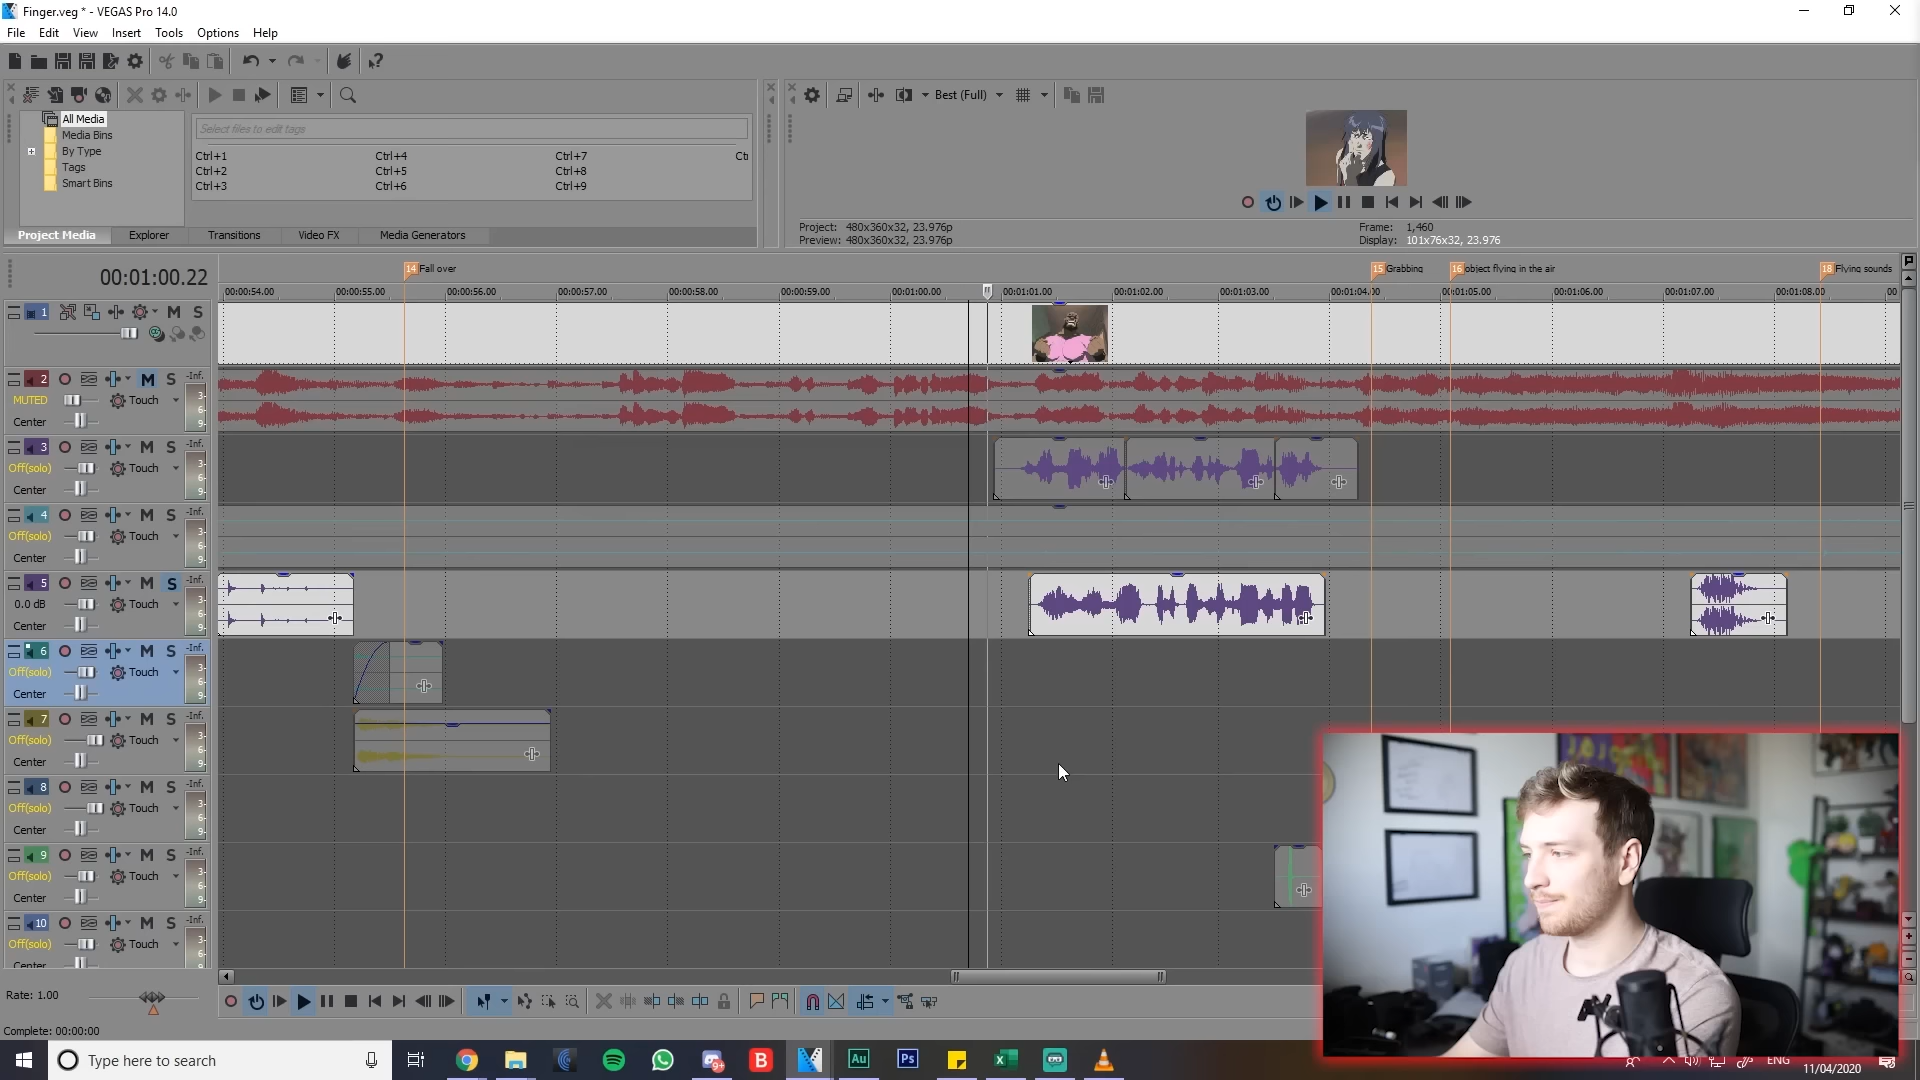 Finger.veg * - VEGAS Pro 14.0
File Edit View Insert Tools Options Help
All Media
Media Bins
By Type
Tags
Smart Bins
Select files to edit tags
Ctrl+1 Ctrl+4 Ctrl+7 Ct
Ctrl+2 Ctrl+5 Ctrl+8
Ctrl+3 Ctrl+6 Ctrl+9
Project Media Explorer Transitions Video FX Media Generators
Best (Full)
Project: 480x360x32, 23.976p
Preview: 480x360x32, 23.976p
Frame: 1,460
Display: 101x76x32, 23.976
00:01:00.22
14 Fall over 15 Grabbing 16 object flying in the air 18 Flying sounds
00:00:54.00 00:00:55.00 00:00:56.00 00:00:57.00 00:00:58.00 00:00:59.00 00:01:00.00 00:01:01.00 00:01:02.00 00:01:03.00 00:01:04.00 00:01:05.00 00:01:06.00 00:01:07.00 00:01:08.00 00
1 M S
2 M S -Inf.
MUTED Touch 3 6
Center 9
3 M S -Inf.
Off(solo) Touch 3 6
Center 9
4 M S -Inf.
Off(solo) Touch 3 6
Center 9
5 M S -Inf.
0.0 dB Touch 3 6
Center 9
6 M S -Inf.
Off(solo) Touch 3 6
Center 9
7 M S -Inf.
Off(solo) Touch 3 6
Center 9
8 M S -Inf.
Off(solo) Touch 3 6
Center 9
9 M S -Inf.
Off(solo) Touch 3 6
Center 9
10 M S -Inf.
Off(solo) Touch 3 6
Center
Rate: 1.00
Complete: 00:00:00
Type here to search
9+
B
Au
Ps
ENG
11/04/2020